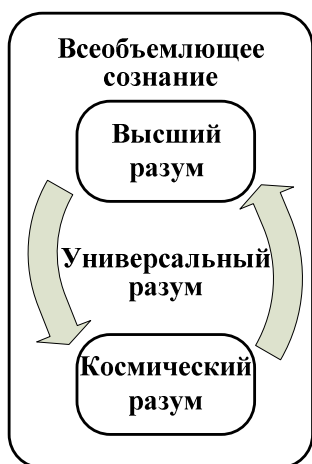 Всеобъемлющее
сознание
Высший
разум
Универсальный
разум
Космический
разум